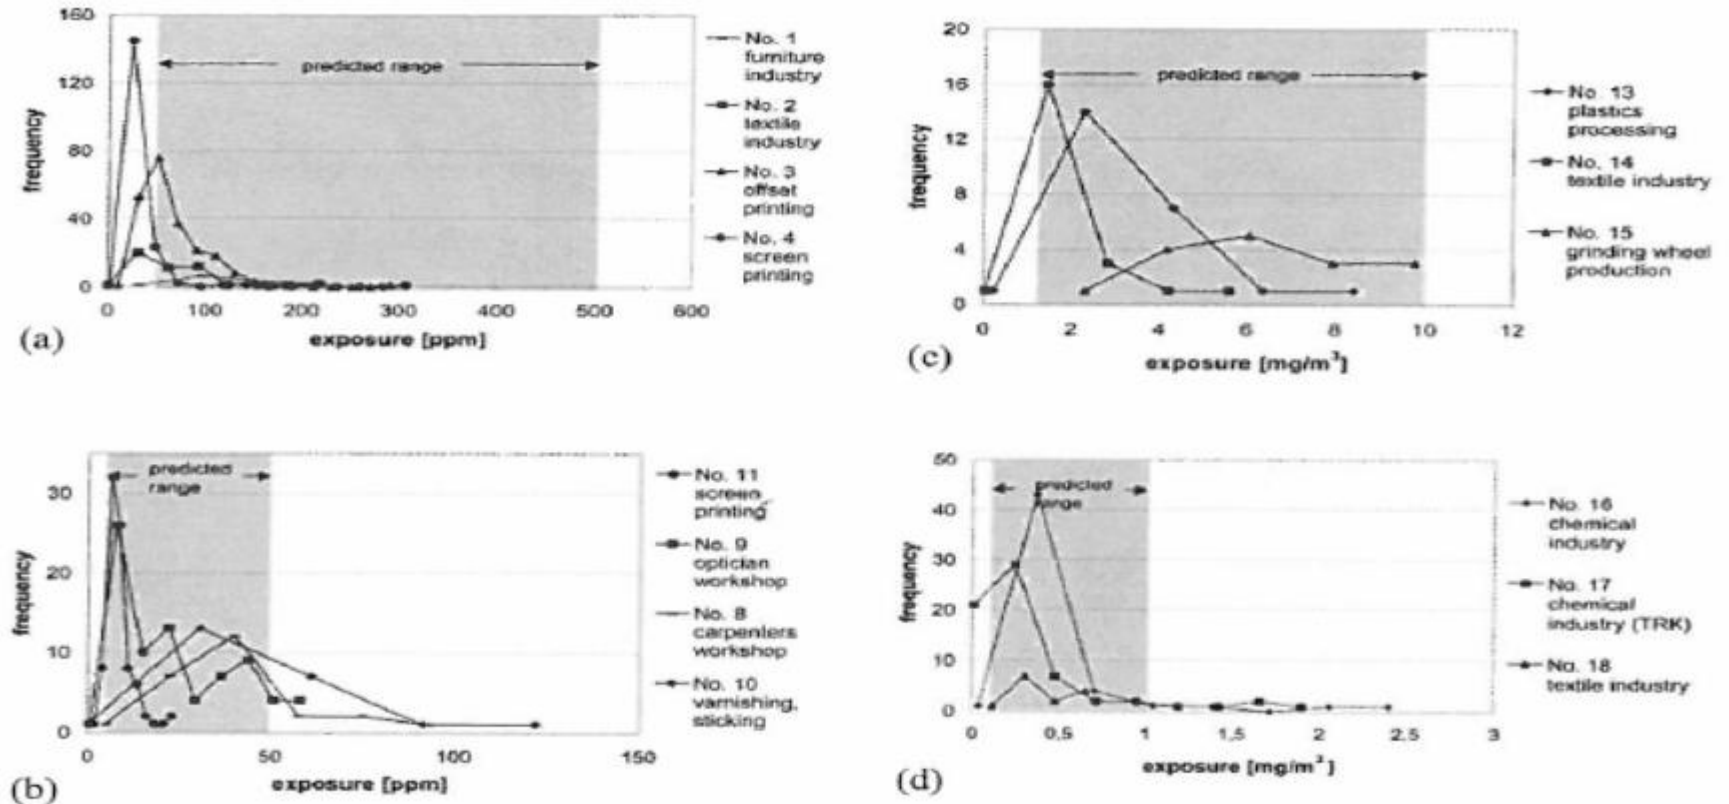 160
120
80
40
0
frequency
predicted range
0 100 200 300 400 500 600
exposure [ppm]
(a)
No. 1
furniture
industry
No. 2
textile
industry
No. 3
offset
printing
No. 4
screen
printing
20
16
12
8
4
0
frequency
predicted range
0 2 4 6 8 10 12
exposure [mg/m³]
(c)
No. 13
plastics
processing
No. 14
textile industry
No. 15
grinding wheel
production
30
20
10
0
frequency
predicted
range
0 50 100 150
exposure [ppm]
(b)
No. 11
screen
printing
No. 9
optician
workshop
No. 8
carpenters
workshop
No. 10
varnishing,
sticking
50
40
30
20
10
0
frequency
predicted
range
0 0,5 1 1,5 2 2,5 3
exposure [mg/m³]
(d)
No. 16
chemical
industry
No. 17
chemical
industry (TRK)
No. 18
textile industry